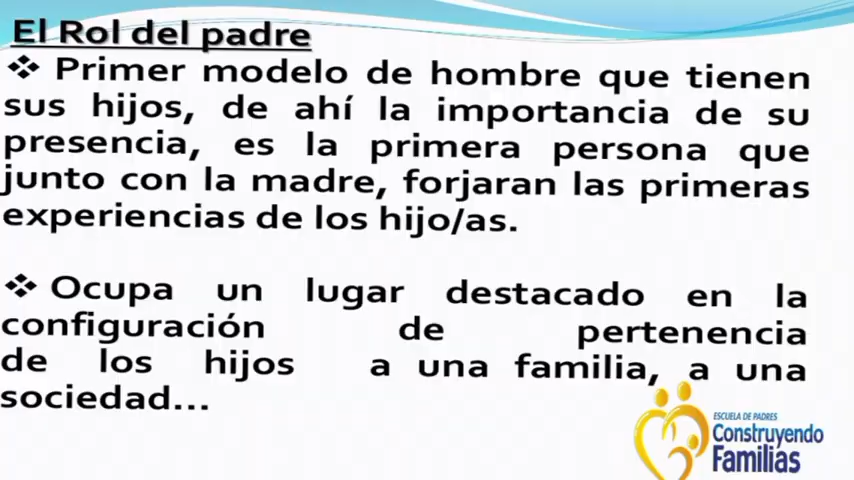 El Rol del padre
❖ Primer modelo de hombre que tienen
sus hijos, de ahí la importancia de su
presencia, es la primera persona que
junto con la madre, forjaran las primeras
experiencias de los hijo/as.
❖ Ocupa un lugar destacado en la
configuración de pertenencia
de los hijos a una familia, a una
sociedad...
ESCUELA DE PADRES
Construyendo
Familias